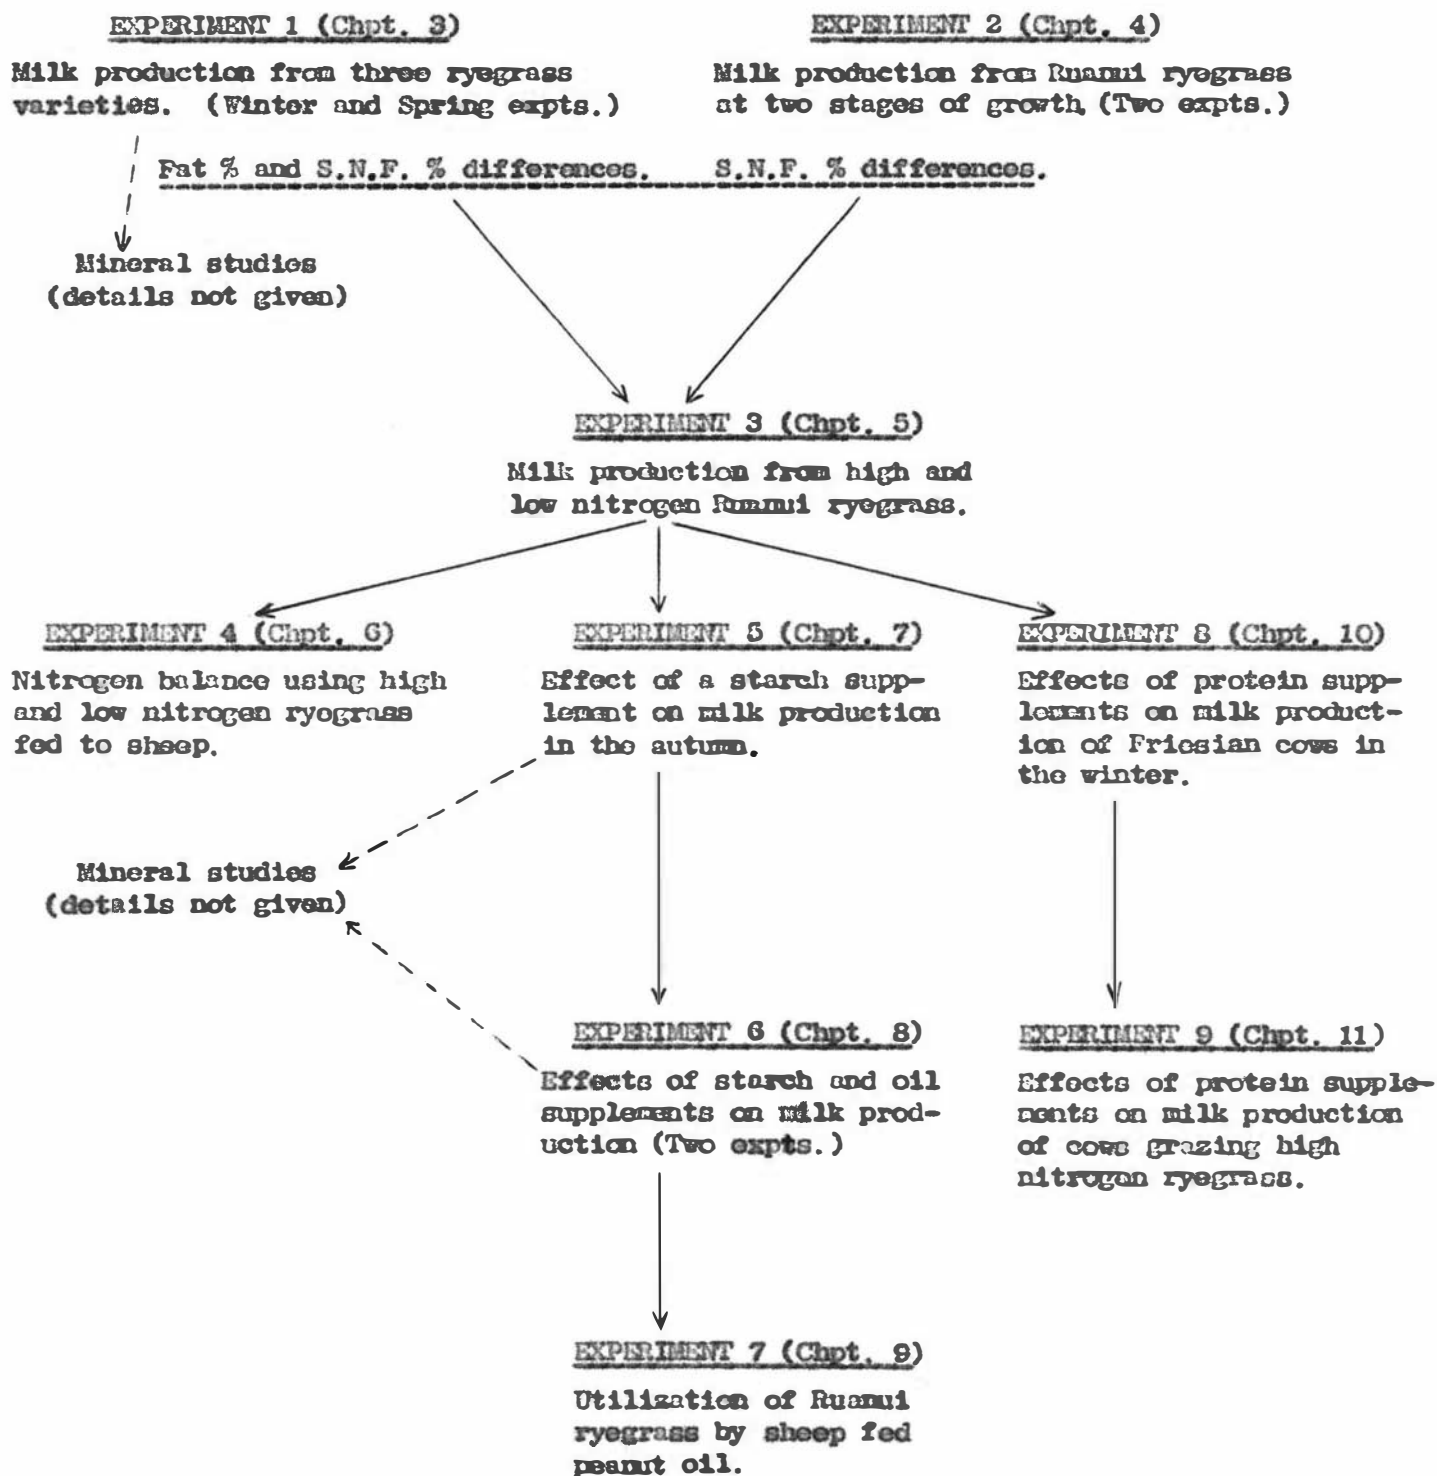 EXPERIMENT 1 (Chpt. 3)
Milk production from three ryegrass
varieties. (Winter and Spring expts.)
EXPERIMENT 2 (Chpt. 4)
Milk production from Ruanui ryegrass
at two stages of growth (Two expts.)
Fat % and S.N.F. % differences. S.N.F. % differences.
Mineral studies
(details not given)
EXPERIMENT 3 (Chpt. 5)
Milk production from high and
low nitrogen Ruanui ryegrass.
EXPERIMENT 4 (Chpt. 6)
Nitrogen balance using high
and low nitrogen ryegrass
fed to sheep.
EXPERIMENT 5 (Chpt. 7)
Effect of a starch supp-
lement on milk production
in the autumn.
EXPERIMENT 8 (Chpt. 10)
Effects of protein supp-
lements on milk product-
ion of Friesian cows in
the winter.
Mineral studies
(details not given)
EXPERIMENT 6 (Chpt. 8)
Effects of starch and oil
supplements on milk prod-
uction (Two expts.)
EXPERIMENT 9 (Chpt. 11)
Effects of protein supple-
ments on milk production
of cows grazing high
nitrogen ryegrass.
EXPERIMENT 7 (Chpt. 9)
Utilization of Ruanui
ryegrass by sheep fed
peanut oil.